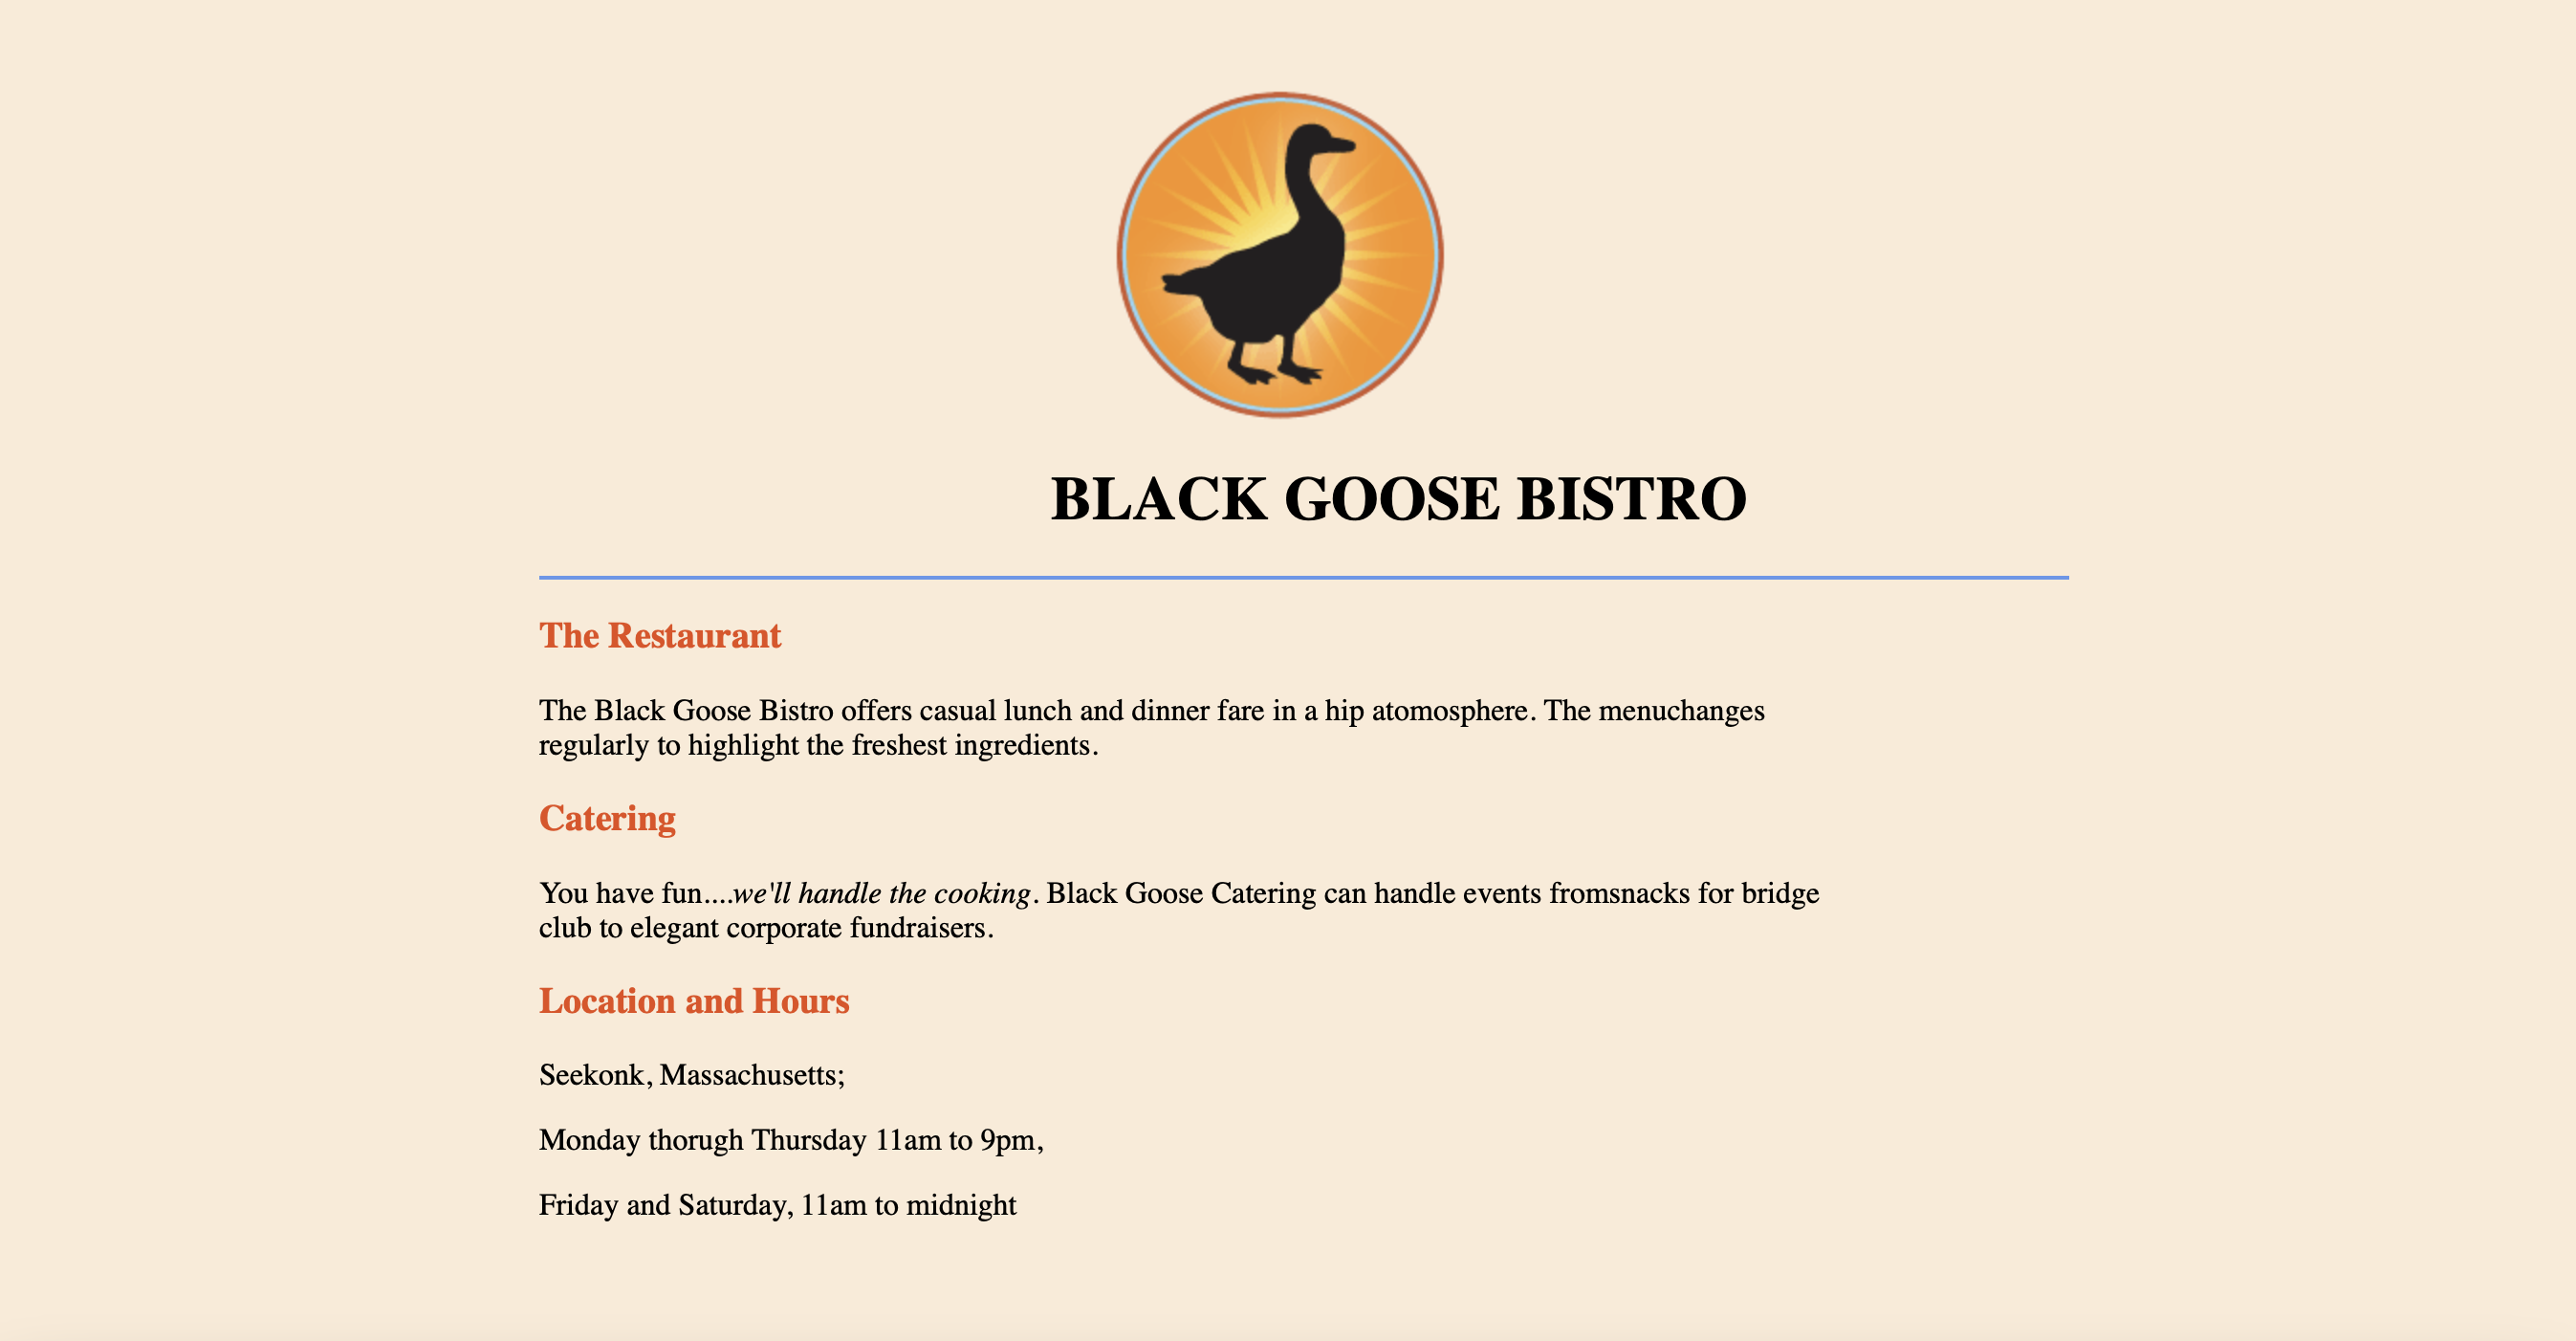 BLACK GOOSE BISTRO
The Restaurant
The Black Goose Bistro offers casual lunch and dinner fare in a hip atomosphere. The menuchanges
regularly to highlight the freshest ingredients.
Catering
You have fun....we'll handle the cooking. Black Goose Catering can handle events fromsnacks for bridge
club to elegant corporate fundraisers.
Location and Hours
Seekonk, Massachusetts;
Monday thorugh Thursday 11am to 9pm,
Friday and Saturday, 11am to midnight